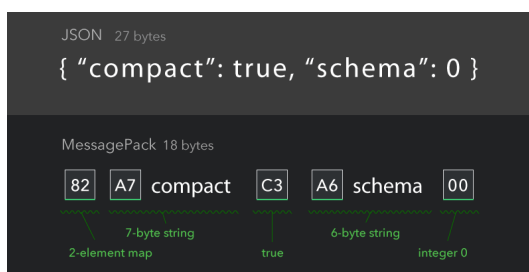 JSON 27 bytes
{ “compact”: true, “schema”: 0 }
MessagePack 18 bytes
82 A7 compact C3 A6 schema 00
7-byte string 6-byte string
2-element map true integer 0